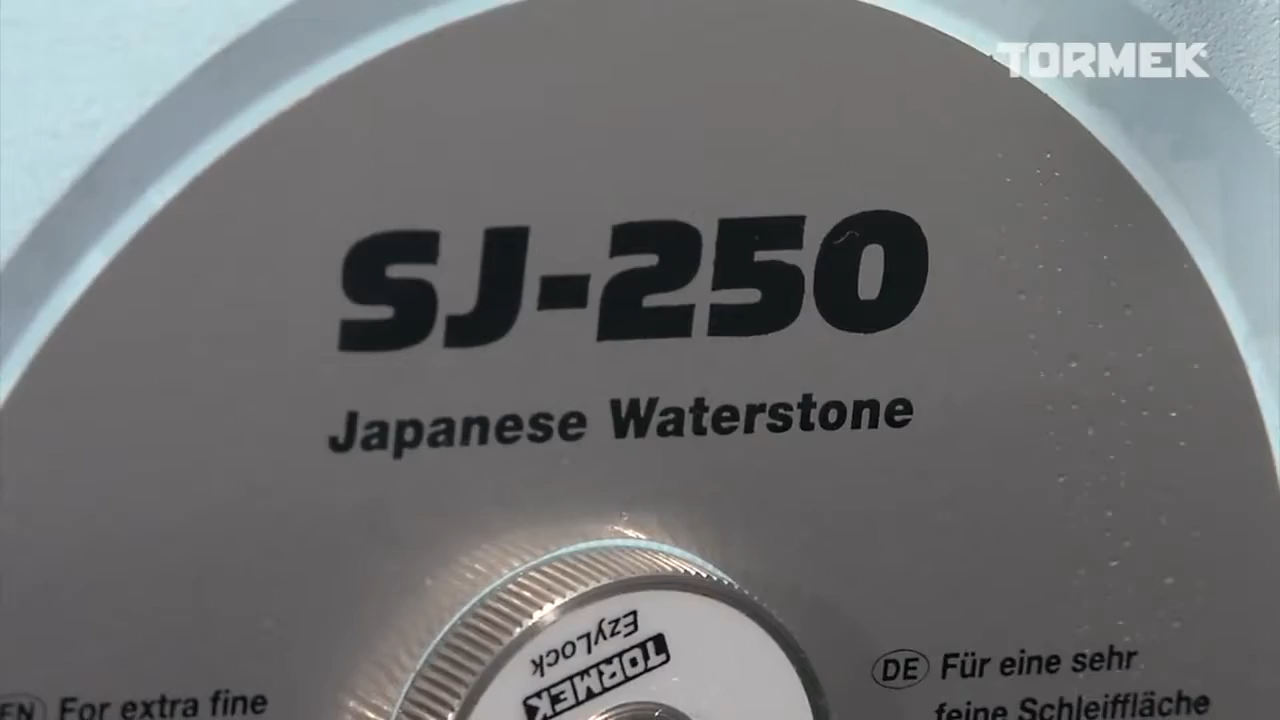 TORMEK
SJ-250
Japanese Waterstone
EzyLock
TORMEK
DE Für eine sehr
feine Schleiffläche
EN For extra fine